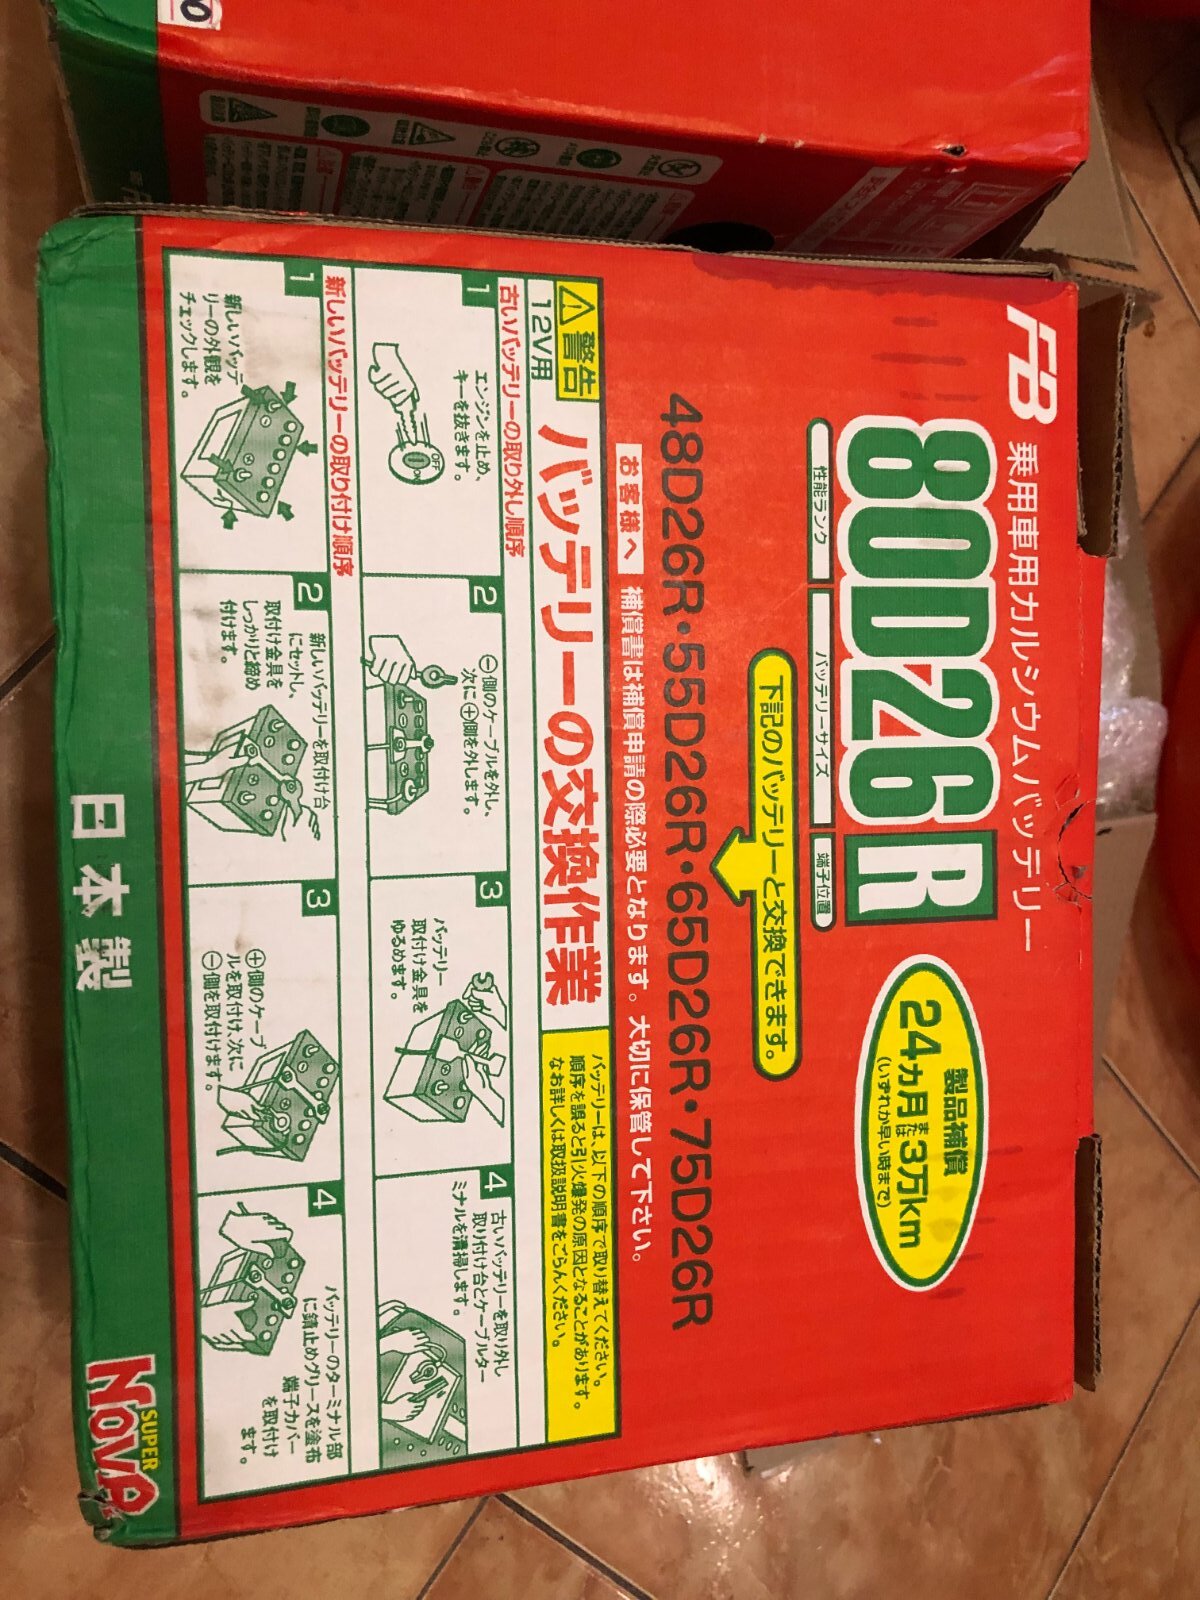 FB
乗用車用カルシウムバッテリー
80D26R
性能ランク
バッテリーサイズ
端子位置
製品補償
24カ月または3万km
(いずれか早い時まで)
下記のバッテリーと交換できます。
48D26R・55D26R・65D26R・75D26R
お客様へ 補償書は補償申請の際必要となります。大切に保管して下さい。
警告
12V用
バッテリーの交換作業
バッテリーは、以下の順序で取り替えてください。
順序を誤ると引火爆発の原因となることがあります。
なお詳しくは取扱説明書をごらんください。
古いバッテリーの取り外し順序
1
エンジンを止め、
キーを抜きます。
OFF
2
⊖側のケーブルを外し、
次に⊕側を外します。
3
バッテリー
取付け金具を
ゆるめます。
4
古いバッテリーを取り外し
取り付け台とケーブルター
ミナルを清掃します。
新しいバッテリーの取り付け順序
1
新しいバッテ
リーの外観を
チェックします。
2
新しいバッテリーを取付け台
にセットし、
取付け金具を
しっかりと締め
付けます。
3
⊕側のケーブ
ルを取付け、次に
⊖側を取付けます。
4
バッテリーのターミナル部
に錆止めグリースを塗布
端子カバー
を取付け
ます。
日本製
SUPER
NOVA